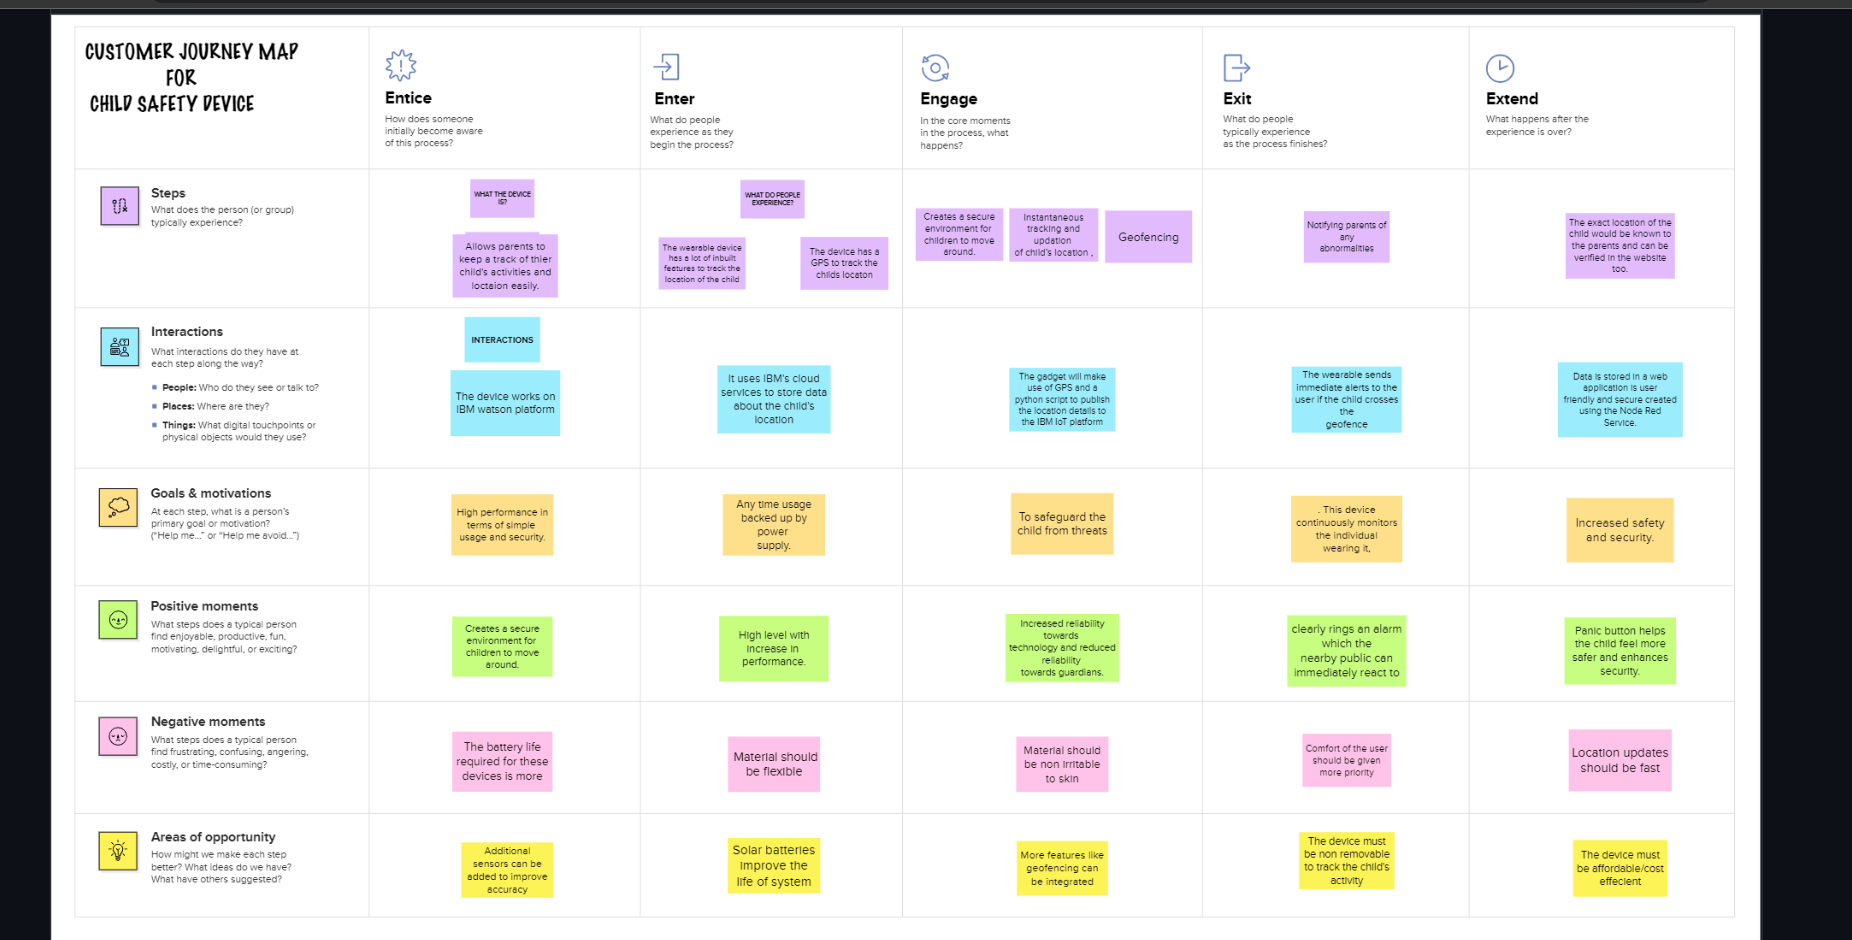 CUSTOMER JOURNEY MAP
FOR
CHILD SAFETY DEVICE
Entice
How does someone
initially become aware
of this process?
Enter
What do people
experience as they
begin the process?
Engage
In the core moments
in the process, what
happens?
Exit
What do people
typically experience
as the process finishes?
Extend
What happens after the
experience is over?
Steps
What does the person (or group)
typically experience?
WHAT THE DEVICE
IS?
Allows parents to
keep a track of thier
child's activities and
loctaion easily.
WHAT DO PEOPLE
EXPERIENCE?
The wearable device
has a lot of inbuilt
features to track the
location of the child
The device has a
GPS to track the
childs locaton
Creates a secure
environment for
children to move
around.
Instantaneous
tracking and
updation
of child's location .
Geofencing
Notifying parents of
any
abnormalities
The exact location of the
child would be known to
the parents and can be
verified in the website
too.
Interactions
What interactions do they have at
each step along the way?
People: Who do they see or talk to?
Places: Where are they?
Things: What digital touchpoints or
physical objects would they use?
INTERACTIONS
The device works on
IBM watson platform
It uses IBM's cloud
services to store data
about the child's
location
The gadget will make
use of GPS and a
python script to publish
the location details to
the IBM IoT platform
The wearable sends
immediate alerts to the
user if the child crosses
the
geofence
Data is stored in a web
application is user
friendly and secure created
using the Node Red
Service.
Goals & motivations
At each step, what is a person's
primary goal or motivation?
("Help me..." or "Help me avoid...")
High performance in
terms of simple
usage and security.
Any time usage
backed up by
power
supply.
To safeguard the
child from threats
. This device
continuously monitors
the individual
wearing it,
Increased safety
and security.
Positive moments
What steps does a typical person
find enjoyable, productive, fun,
motivating, delightful, or exciting?
Creates a secure
environment for
children to move
around.
High level with
increase in
performance.
Increased reliability
towards
technology and reduced
reliability
towards guardians.
clearly rings an alarm
which the
nearby public can
immediately react to
Panic button helps
the child feel more
safer and enhances
security.
Negative moments
What steps does a typical person
find frustrating, confusing, angering,
costly, or time-consuming?
The battery life
required for these
devices is more
Material should
be flexible
Material should
be non irritable
to skin
Comfort of the user
should be given
more priority
Location updates
should be fast
Areas of opportunity
How might we make each step
better? What ideas do we have?
What have others suggested?
Additional
sensors can be
added to improve
accuracy
Solar batteries
improve the
life of system
More features like
geofencing can
be integrated
The device must
be non removable
to track the child's
activity
The device must
be affordable/cost
effecient